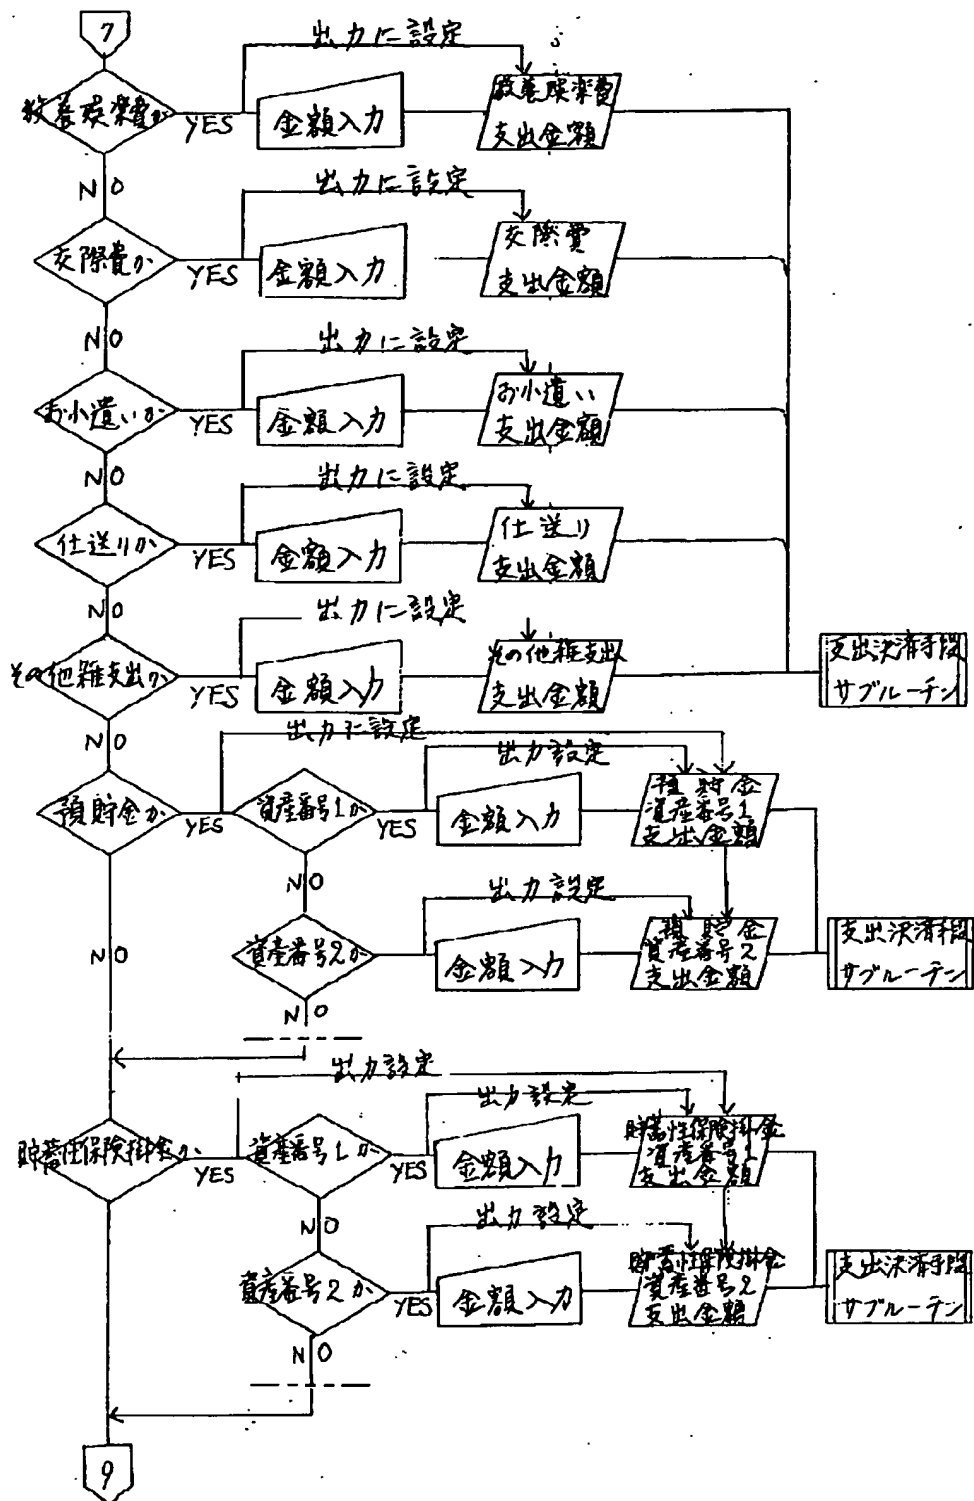 7
出力に設定
教養娯楽費か
YES
金額入力
教養娯楽費
支出金額
NO
出力に設定
交際費か
YES
金額入力
交際費
支出金額
NO
出力に設定
お小遣いか
YES
金額入力
お小遣い
支出金額
NO
出力に設定
仕送りか
YES
金額入力
仕送り
支出金額
NO
出力に設定
その他雑支出か
YES
金額入力
その他雑支出
支出金額
支出決済手段
サブルーチン
NO
出力に設定
出力設定
預貯金か
YES
資産番号1か
YES
金額入力
預貯金
資産番号1
支出金額
NO
出力設定
NO
資産番号2か
金額入力
預貯金
資産番号2
支出金額
支出決済手段
サブルーチン
NO
出力設定
出力設定
貯蓄性保険掛金か
YES
資産番号1か
YES
金額入力
貯蓄性保険掛金
資産番号1
支出金額
NO
出力設定
資産番号2か
YES
金額入力
貯蓄性保険掛金
資産番号2
支出金額
支出決済手段
サブルーチン
NO
9